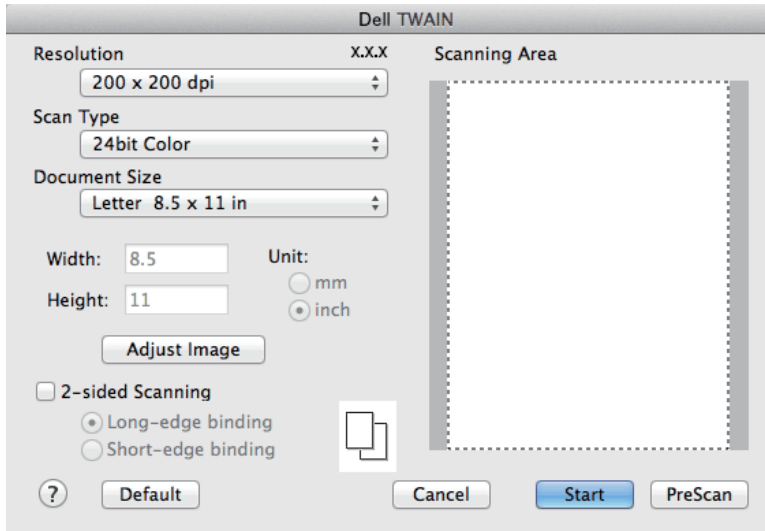 Dell TWAIN
Resolution X.X.X
200 x 200 dpi
Scan Type
24bit Color
Document Size
Letter 8.5 x 11 in
Width: 8.5
Height: 11
Unit:
mm
inch
Adjust Image
2-sided Scanning
Long-edge binding
Short-edge binding
Scanning Area
? Default Cancel Start PreScan